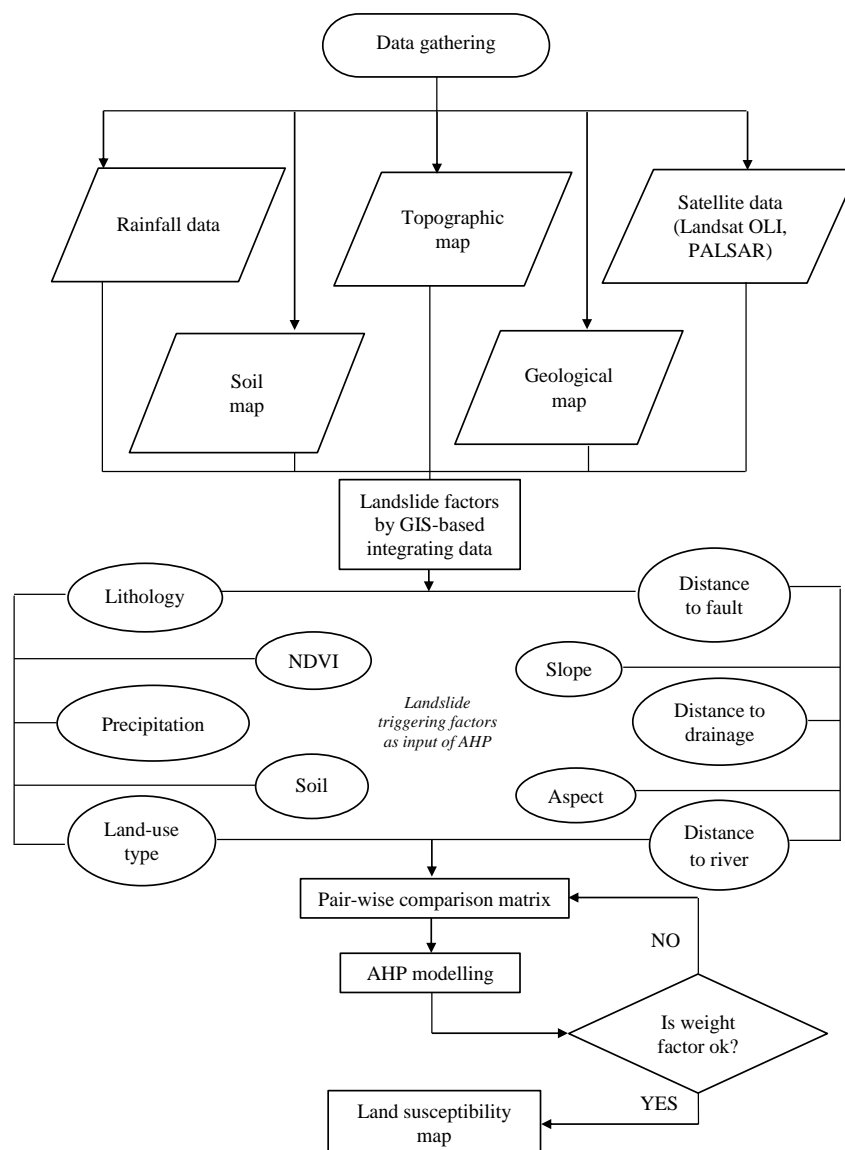 Data gathering
Rainfall data
Topographic
map
Satellite data
(Landsat OLI,
PALSAR)
Soil
map
Geological
map
Landslide factors
by GIS-based
integrating data
Lithology
Distance
to fault
NDVI
Slope
Precipitation
Landslide
triggering factors
as input of AHP
Distance to
drainage
Soil
Aspect
Land-use
type
Distance
to river
Pair-wise comparison matrix
NO
AHP modelling
Is weight
factor ok?
YES
Land susceptibility
map